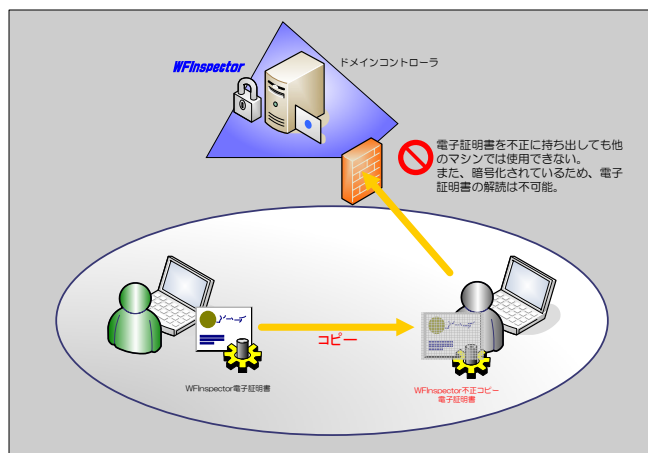 WFInspector
ドメインコントローラ
電子証明書を不正に持ち出しても他
のマシンでは使用できない。
また、暗号化されているため、電子
証明書の解読は不可能。
コピー
WFInspector電子証明書
WFInspector不正コピー
電子証明書